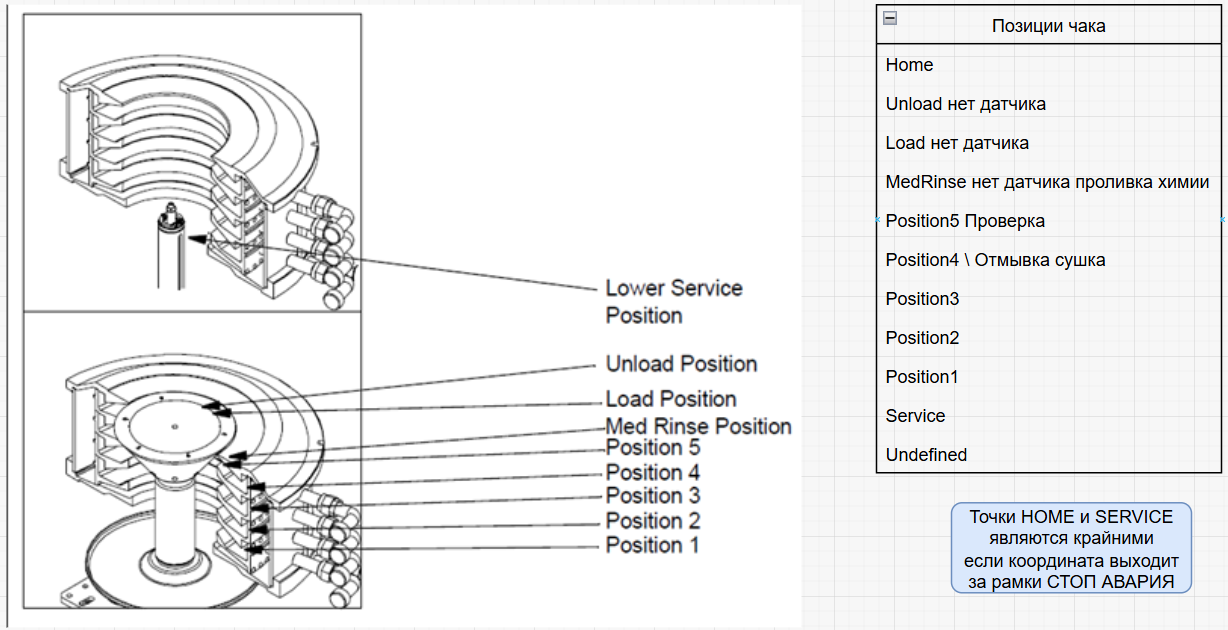 Lower Service
Position
Unload Position
Load Position
Med Rinse Position
Position 5
Position 4
Position 3
Position 2
Position 1
Позиции чака
Home
Unload нет датчика
Load нет датчика
MedRinse нет датчика проливка химии
Position5 Проверка
Position4 \ Отмывка сушка
Position3
Position2
Position1
Service
Undefined
Точки HOME и SERVICE
являются крайними
если координата выходит
за рамки СТОП АВАРИЯ